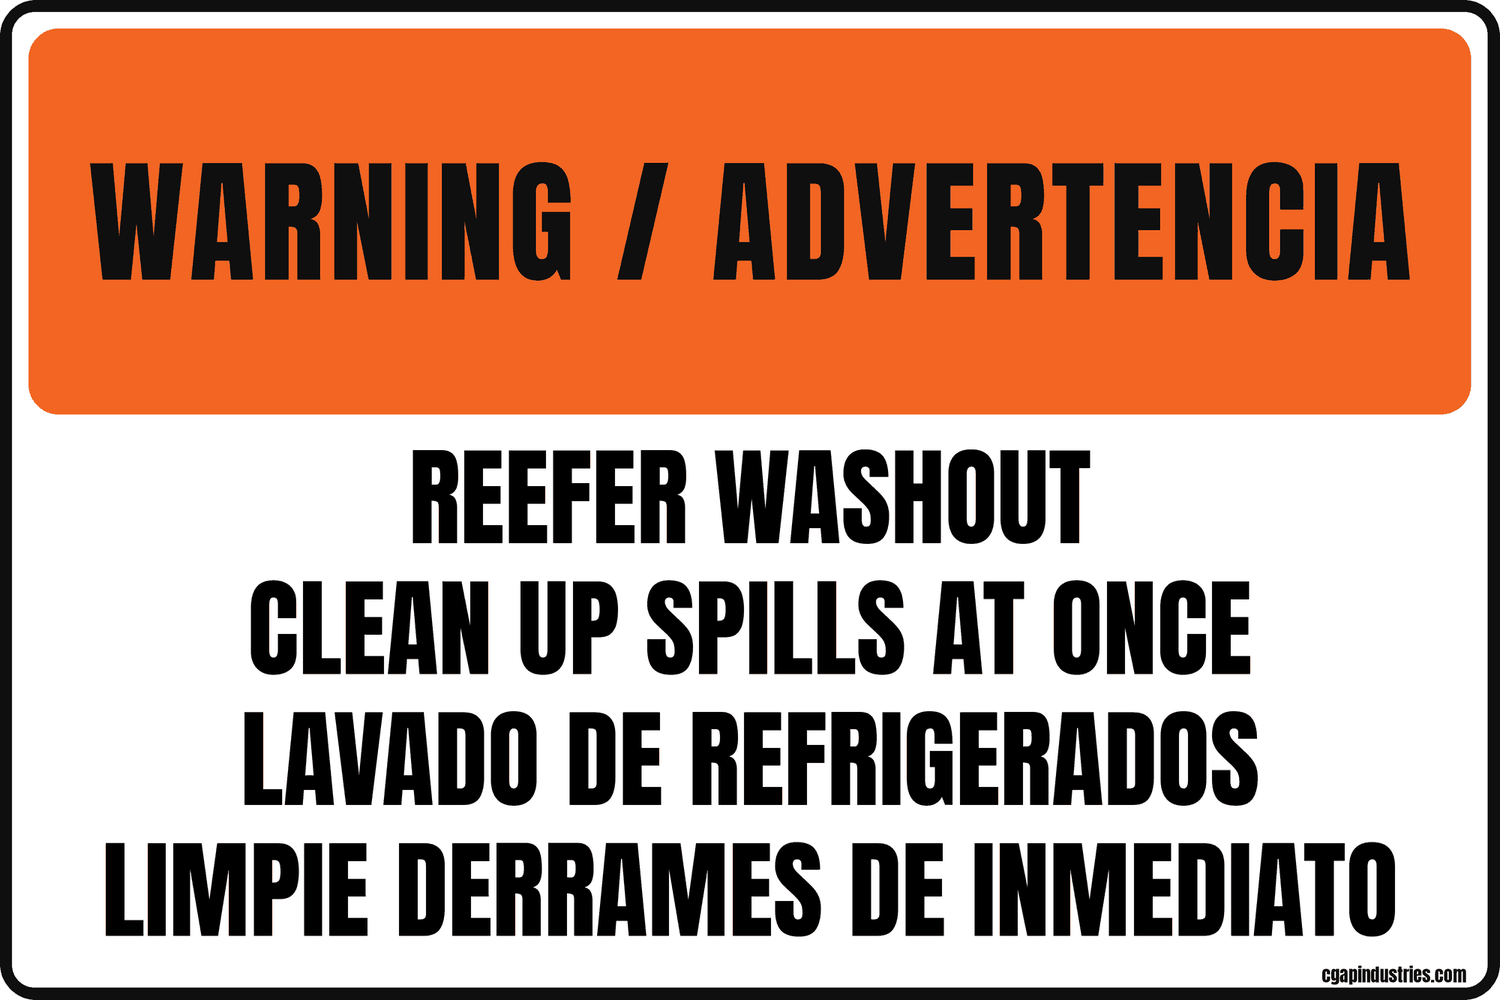 WARNING / ADVERTENCIA
REEFER WASHOUT
CLEAN UP SPILLS AT ONCE
LAVADO DE REFRIGERADOS
LIMPIE DERRAMES DE INMEDIATO
cgapindustries.com